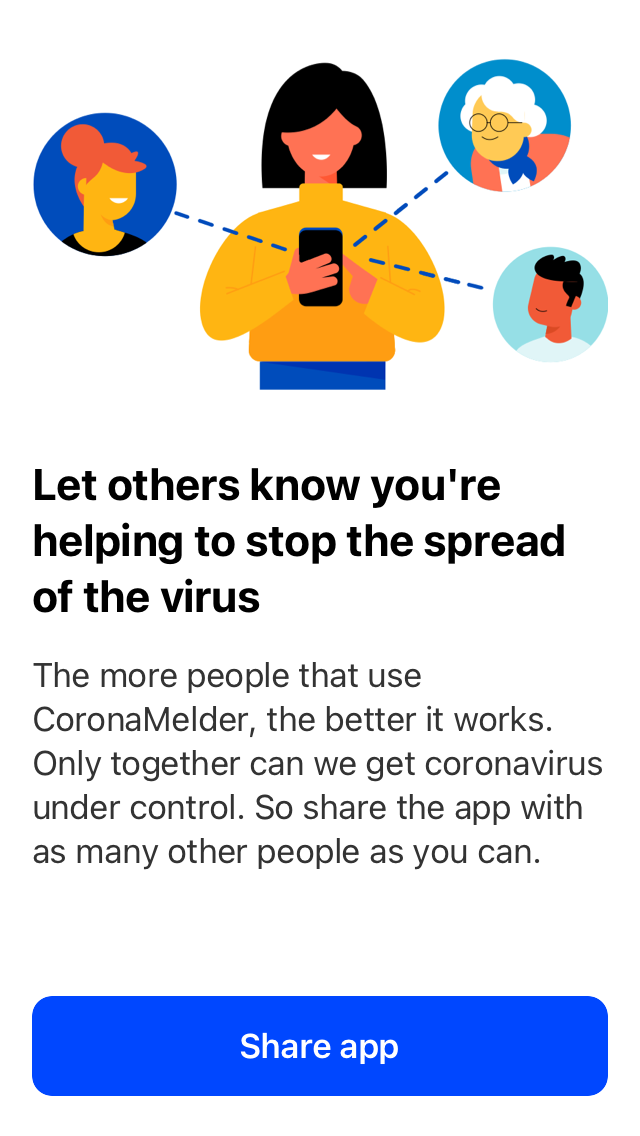 Let others know you're
helping to stop the spread
of the virus
The more people that use
CoronaMelder, the better it works.
Only together can we get coronavirus
under control. So share the app with
as many other people as you can.
Share app